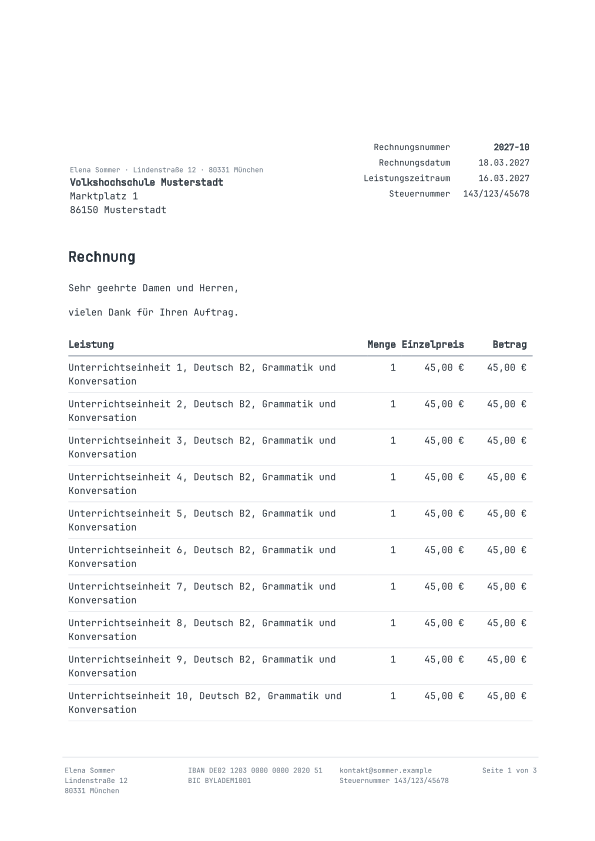 Rechnungsnummer 2027-10
Rechnungsdatum 18.03.2027
Leistungszeitraum 16.03.2027
Steuernummer 143/123/45678
Elena Sommer · Lindenstraße 12 · 80331 München
Volkshochschule Musterstadt
Marktplatz 1
86150 Musterstadt
Rechnung
Sehr geehrte Damen und Herren,
vielen Dank für Ihren Auftrag.
Leistung Menge Einzelpreis Betrag
Unterrichtseinheit 1, Deutsch B2, Grammatik und 1 45,00 € 45,00 €
Konversation
Unterrichtseinheit 2, Deutsch B2, Grammatik und 1 45,00 € 45,00 €
Konversation
Unterrichtseinheit 3, Deutsch B2, Grammatik und 1 45,00 € 45,00 €
Konversation
Unterrichtseinheit 4, Deutsch B2, Grammatik und 1 45,00 € 45,00 €
Konversation
Unterrichtseinheit 5, Deutsch B2, Grammatik und 1 45,00 € 45,00 €
Konversation
Unterrichtseinheit 6, Deutsch B2, Grammatik und 1 45,00 € 45,00 €
Konversation
Unterrichtseinheit 7, Deutsch B2, Grammatik und 1 45,00 € 45,00 €
Konversation
Unterrichtseinheit 8, Deutsch B2, Grammatik und 1 45,00 € 45,00 €
Konversation
Unterrichtseinheit 9, Deutsch B2, Grammatik und 1 45,00 € 45,00 €
Konversation
Unterrichtseinheit 10, Deutsch B2, Grammatik und 1 45,00 € 45,00 €
Konversation
Elena Sommer IBAN DE02 1203 0000 0000 2020 51 kontakt@sommer.example Seite 1 von 3
Lindenstraße 12 BIC BYLADEM1001 Steuernummer 143/123/45678
80331 München